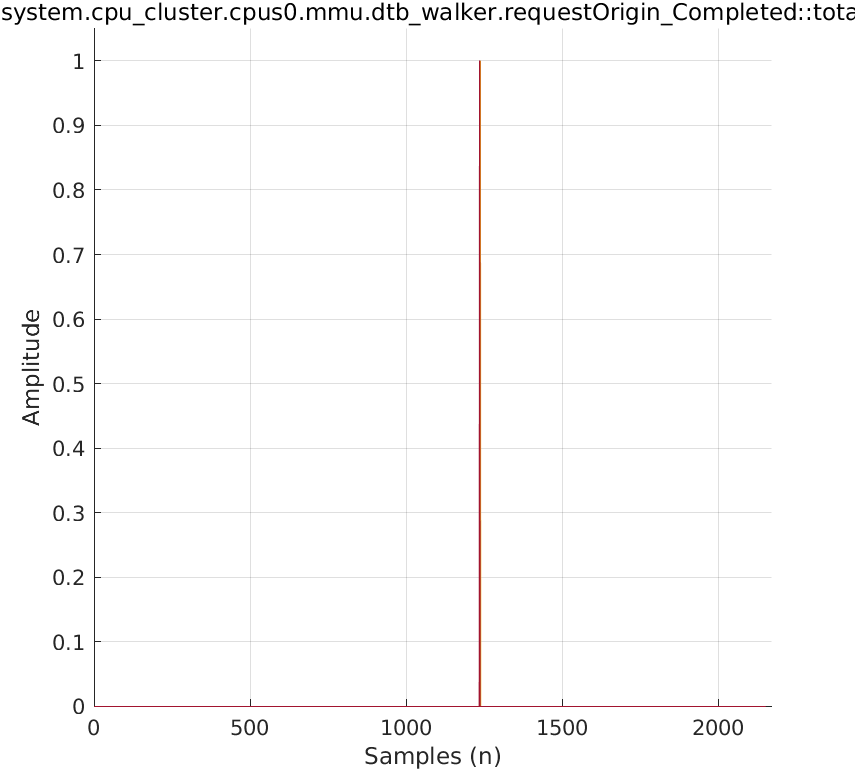 system.cpu_cluster.cpus0.mmu.dtb_walker.requestOrigin_Completed::tota
1
0.9
0.8
0.7
0.6
0.5
0.4
0.3
0.2
0.1
0
Amplitude
0 500 1000 1500 2000
Samples (n)